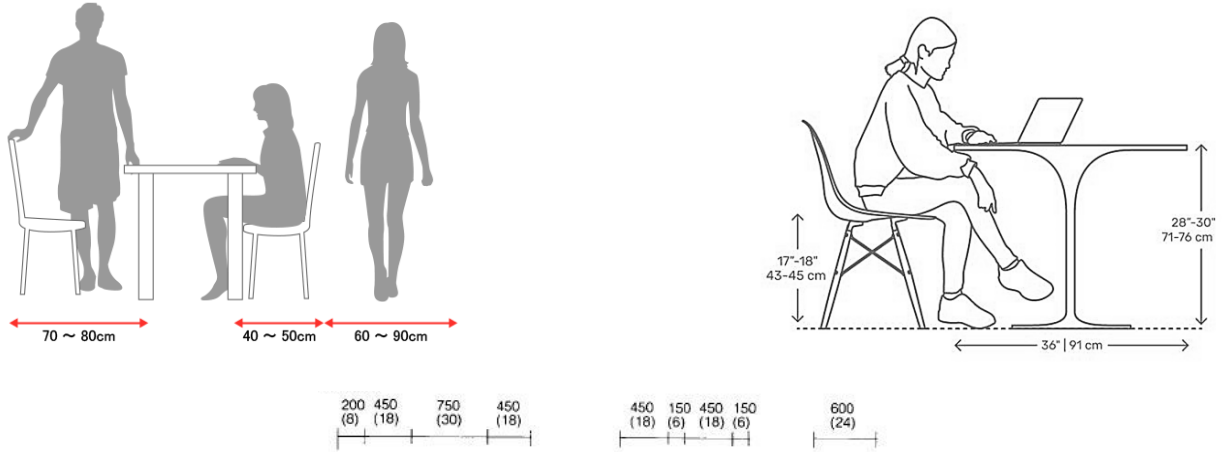 70 〜 80cm
40 〜 50cm
60 〜 90cm
17"-18"
43-45 cm
28"-30"
71-76 cm
36" | 91 cm
200 450 750 450
(8) (18) (30) (18)
450 150 450 150
(18) (6) (18) (6)
600
(24)